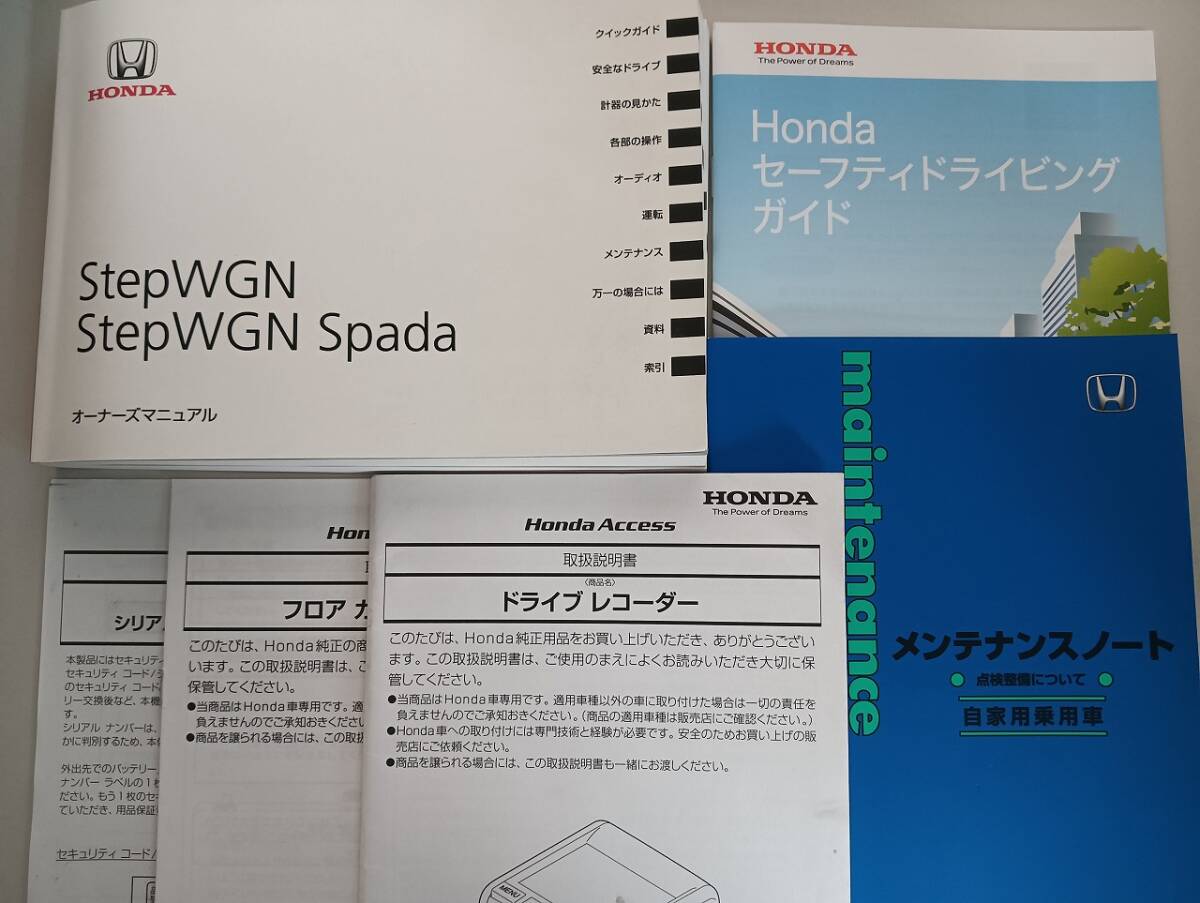 HONDA
クイックガイド
安全なドライブ
計器の見かた
各部の操作
オーディオ
運転
メンテナンス
万一の場合には
資料
索引
StepWGN
StepWGN Spada
オーナーズマニュアル
HONDA
The Power of Dreams
Honda
セーフティドライビング
ガイド
maintenance
メンテナンスノート
点検整備について
自家用乗用車
シリア
本製品にはセキュリティ
セキュリティ コード/
のセキュリティ コード
リー交換後など、本機
す。
シリアル ナンバーは、
かに判別するため、本体
外出先でのバッテリー
ナンバー ラベルの1枚
ださい。もう1枚のセキ
ていただき、用品保証
セキュリティ コード/
Hon
フロア カ
このたびは、Honda純正の商
います。この取扱説明書は、ご
保管してください。
●当商品はHonda車専用です。適
負えませんのでご承知おきください
●商品を譲られる場合には、この取扱
HONDA
The Power of Dreams
Honda Access
取扱説明書
〈商品名〉
ドライブ レコーダー
このたびは、Honda純正用品をお買い上げいただき、ありがとうござい
ます。この取扱説明書は、ご使用のまえによくお読みいただき大切に保
管してください。
●当商品はHonda車専用です。適用車種以外の車に取り付けた場合は一切の責任を
負えませんのでご承知おきください。(商品の適用車種は販売店にご確認ください。)
●Honda車への取り付けには専門技術と経験が必要です。安全のためお買い上げの販
売店にご依頼ください。
●商品を譲られる場合には、この取扱説明書も一緒にお渡しください。
MENU